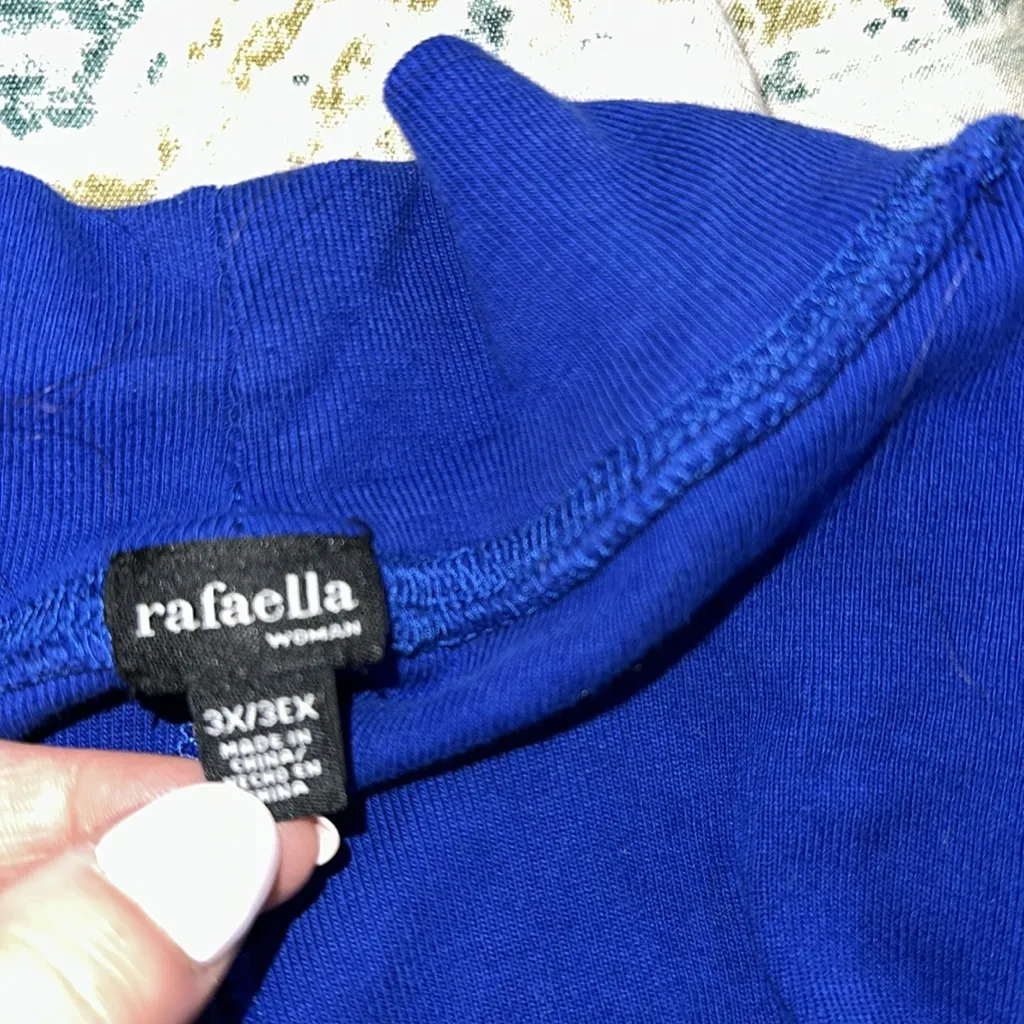 rafaella
WOMAN
3X/3EX
MADE IN
CHINA/
HECHO EN
CHINA